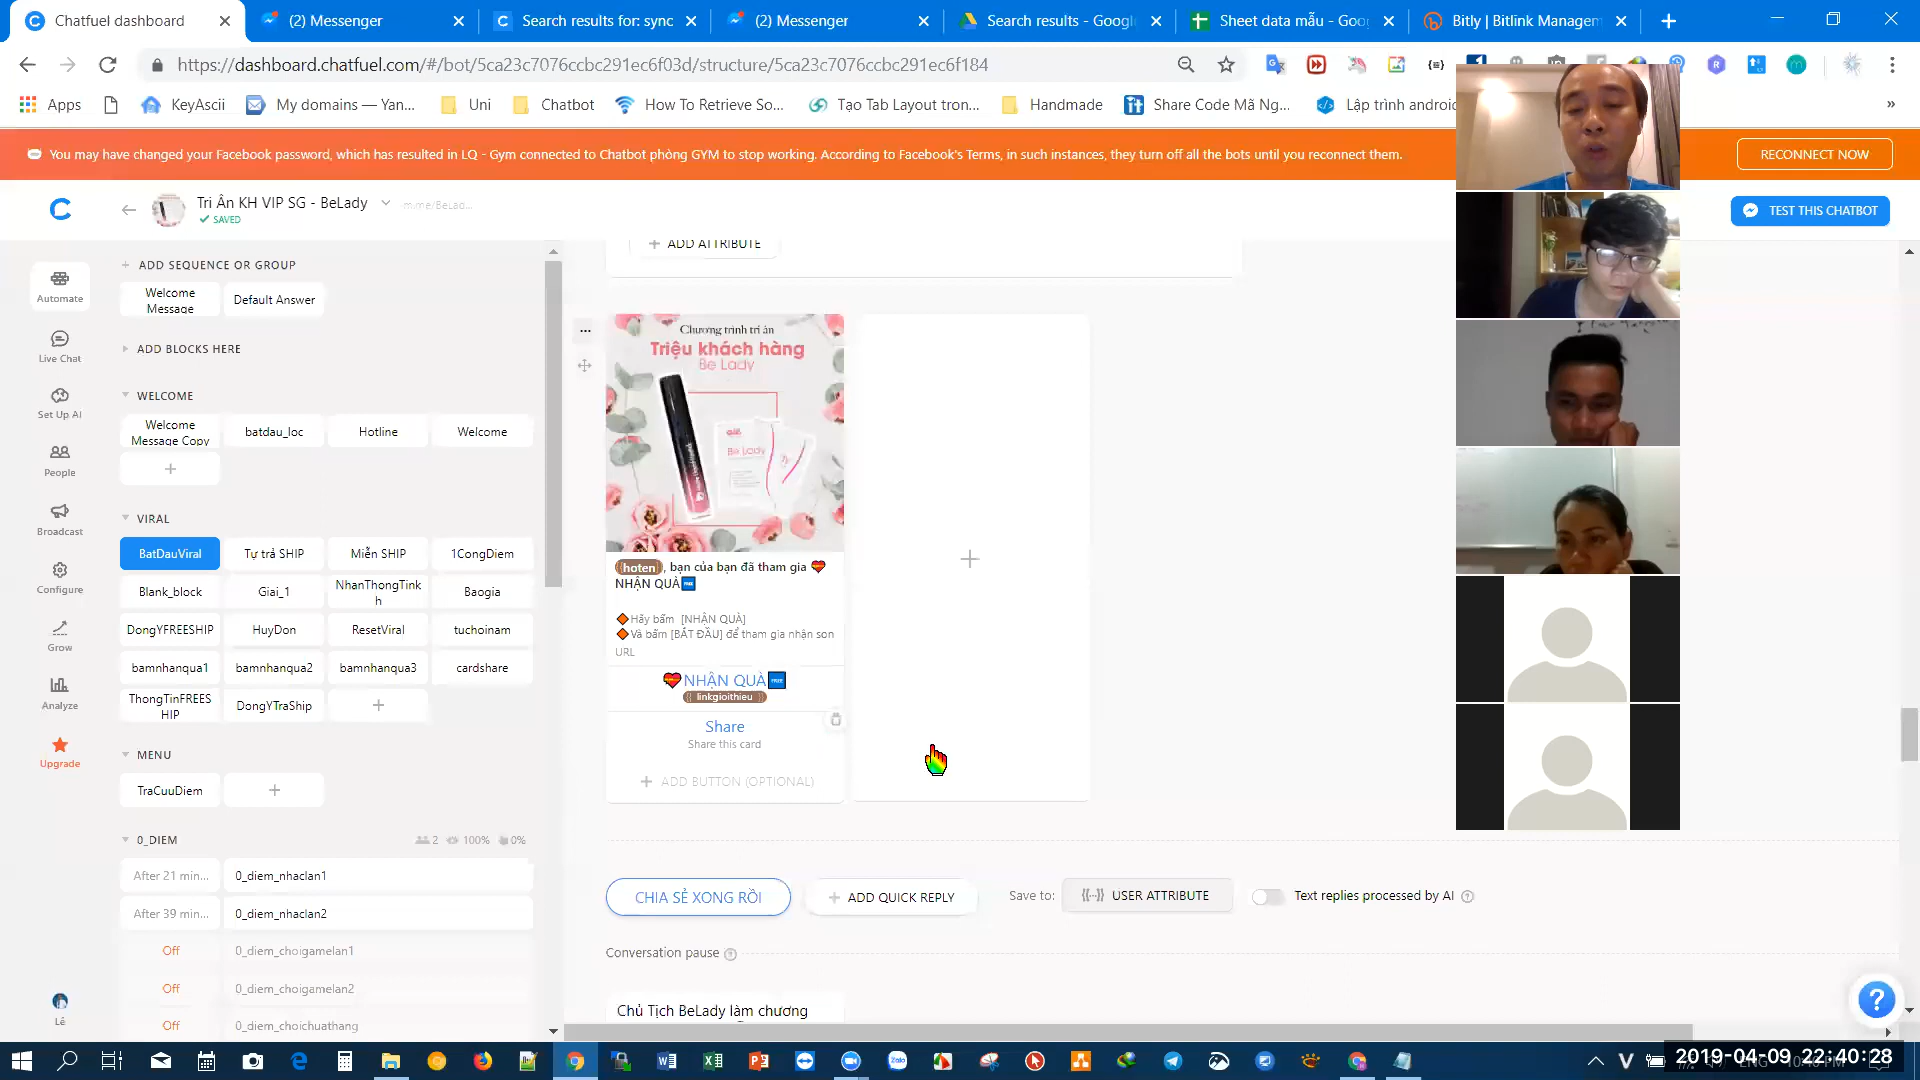 Chatfuel dashboard
(2) Messenger
Search results for: sync
(2) Messenger
Search results - Google
Sheet data mẫu - Goo
Bitly | Bitlink Managem
https://dashboard.chatfuel.com/#/bot/5ca23c7076ccbc291ec6f03d/structure/5ca23c7076ccbc291ec6f184
Apps
KeyAscii
My domains — Yan...
Uni
Chatbot
How To Retrieve So...
Tạo Tab Layout tron...
Handmade
Share Code Mã Ng...
Lập trình android
You may have changed your Facebook password, which has resulted in LQ - Gym connected to Chatbot phòng GYM to stop working. According to Facebook's Terms, in such instances, they turn off all the bots until you reconnect them.
RECONNECT NOW
Tri Ân KH VIP SG - BeLady
m.me/BeLad...
SAVED
TEST THIS CHATBOT
Automate
Live Chat
Set Up AI
People
Broadcast
Configure
Grow
Analyze
Upgrade
Lê
ADD SEQUENCE OR GROUP
Welcome Message
Default Answer
ADD BLOCKS HERE
WELCOME
Welcome Message Copy
batdau_loc
Hotline
Welcome
VIRAL
BatDauViral
Tự trả SHIP
Miễn SHIP
1CongDiem
Blank_block
Giai_1
NhanThongTinkh
Baogia
DongYFREESHIP
HuyDon
ResetViral
tuchoinam
bamnhanqua1
bamnhanqua2
bamnhanqua3
cardshare
ThongTinFREESHIP
DongYTraShip
MENU
TraCuuDiem
0_DIEM
2
100%
0%
After 21 min...
0_diem_nhaclan1
After 39 min...
0_diem_nhaclan2
Off
0_diem_choigamelan1
Off
0_diem_choigamelan2
Off
0_diem_choichuathang
ADD ATTRIBUTE
Chương trình tri ân
Triệu khách hàng
Be Lady
Be Lady
{{hoten}}, bạn của bạn đã tham gia
NHẬN QUÀ FREE
Hãy bấm [NHẬN QUÀ]
Và bấm [BẮT ĐẦU] để tham gia nhận son
URL
NHẬN QUÀ FREE
{{linkgioithieu}}
Share
Share this card
ADD BUTTON (OPTIONAL)
CHIA SẺ XONG RỒI
ADD QUICK REPLY
Save to:
USER ATTRIBUTE
Text replies processed by AI
Conversation pause
Chủ Tịch BeLady làm chương
2019-04-09 22:40:28